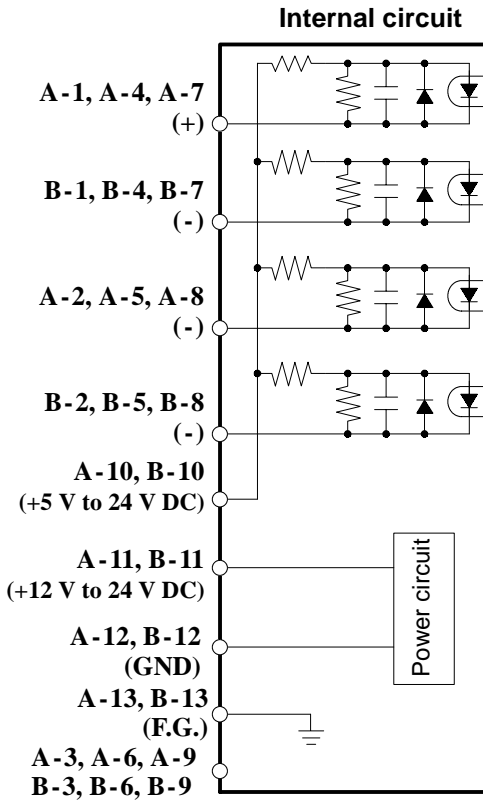 Internal circuit
A-1, A-4, A-7
(+)
B-1, B-4, B-7
(-)
A-2, A-5, A-8
(-)
B-2, B-5, B-8
(-)
A-10, B-10
(+5 V to 24 V DC)
A-11, B-11
(+12 V to 24 V DC)
Power circuit
A-12, B-12
(GND)
A-13, B-13
(F.G.)
A-3, A-6, A-9
B-3, B-6, B-9